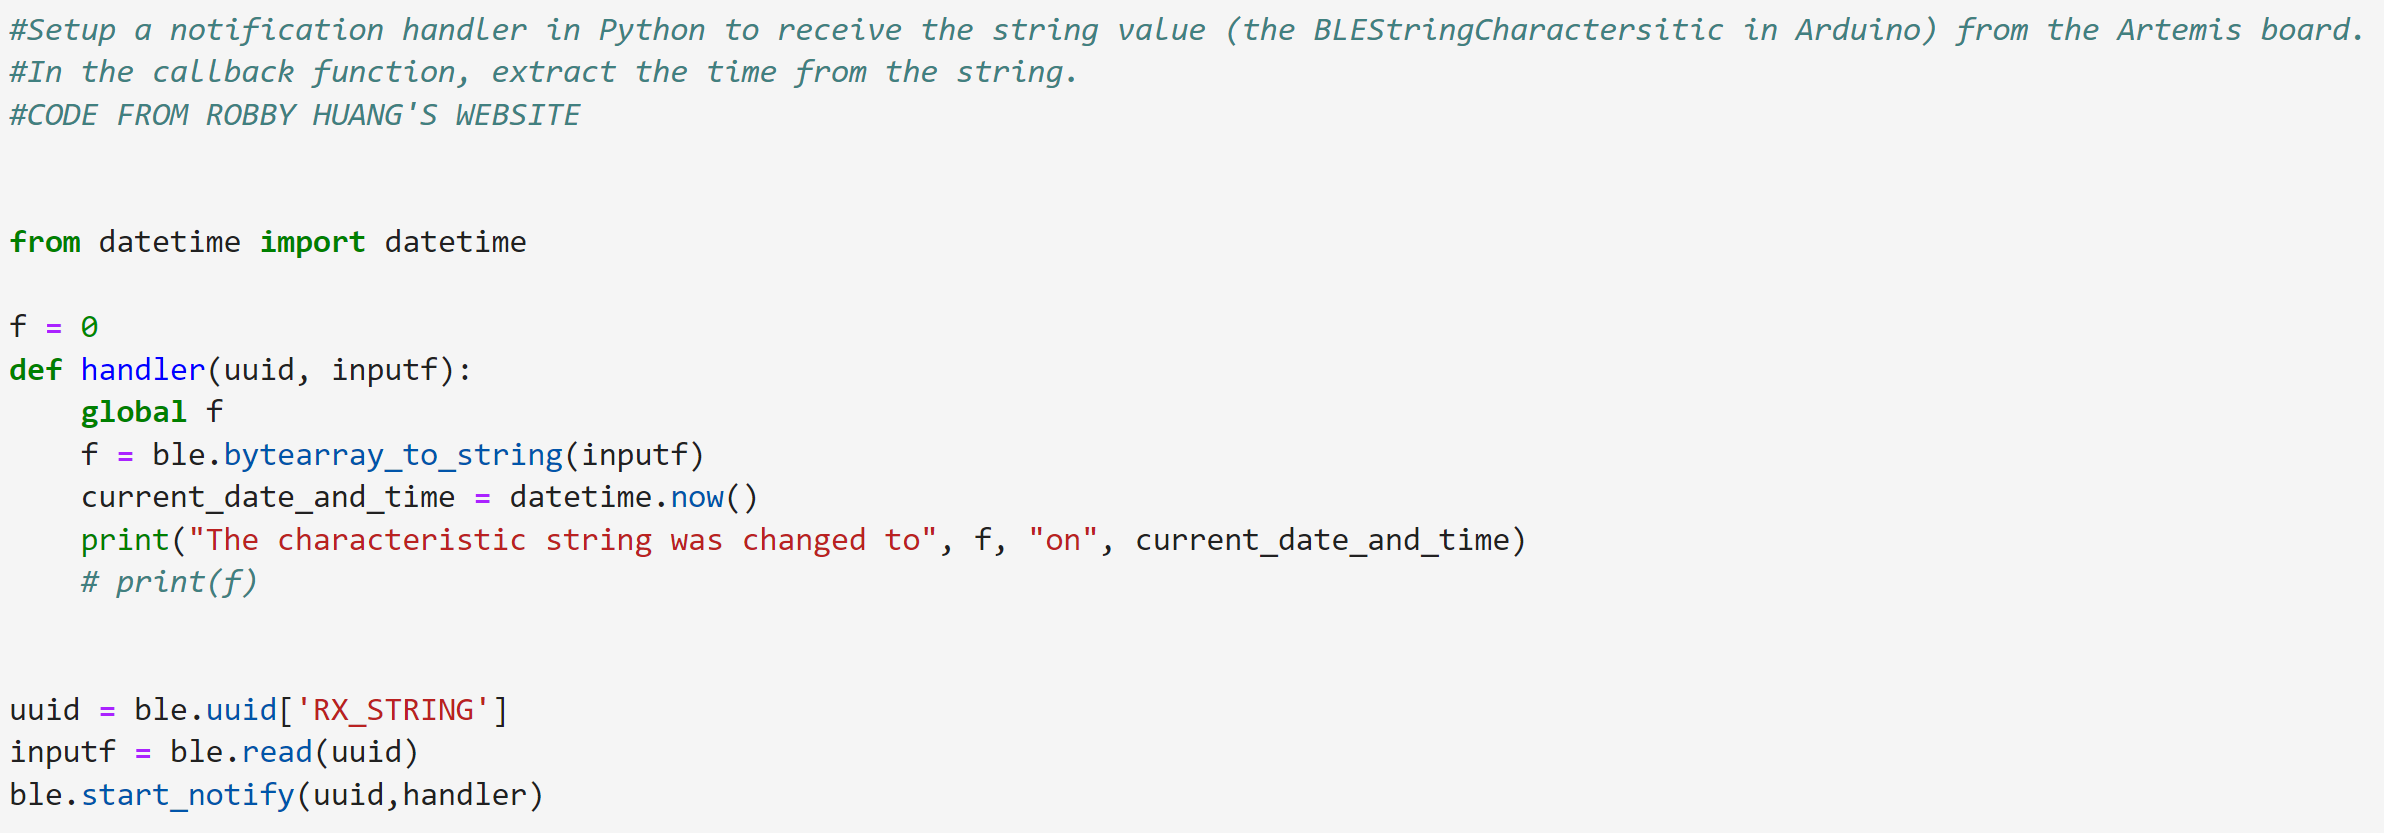 #Setup a notification handler in Python to receive the string value (the BLEStringCharactersitic in Arduino) from the Artemis board.
#In the callback function, extract the time from the string.
#CODE FROM ROBBY HUANG'S WEBSITE
from datetime import datetime
f = 0
def handler(uuid, inputf):
    global f
    f = ble.bytearray_to_string(inputf)
    current_date_and_time = datetime.now()
    print("The characteristic string was changed to", f, "on", current_date_and_time)
    # print(f)
uuid = ble.uuid['RX_STRING']
inputf = ble.read(uuid)
ble.start_notify(uuid,handler)